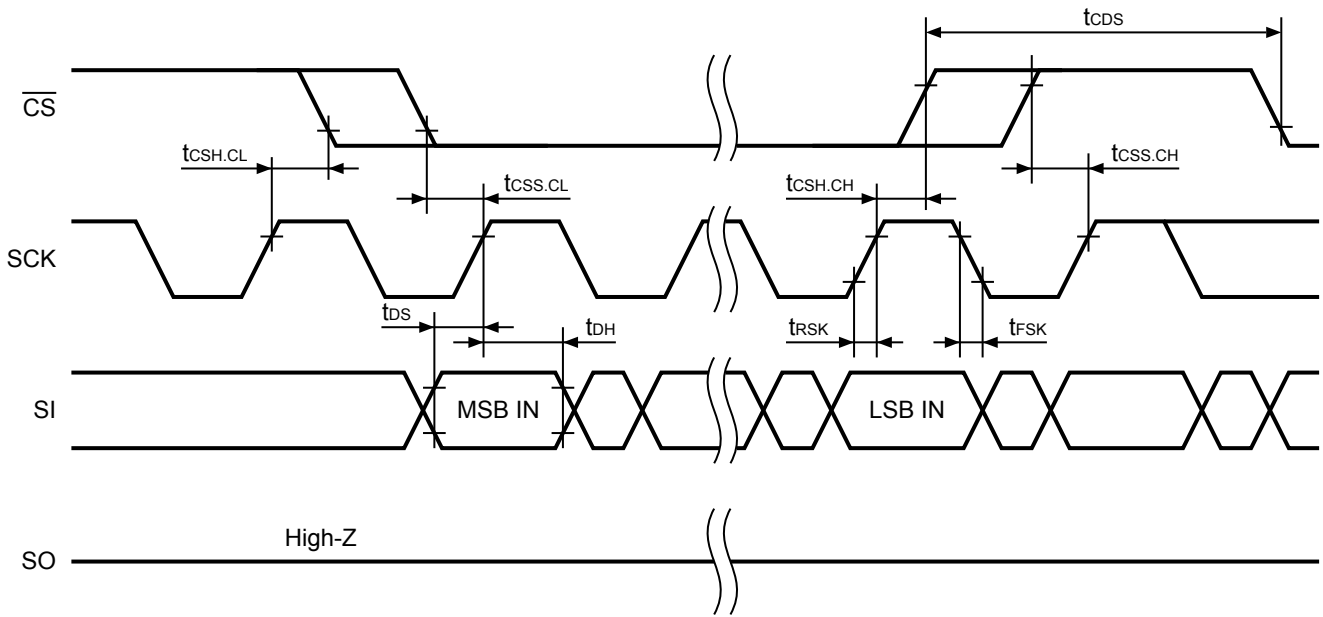 tCDS
CS
tCSH.CL
tCSS.CL
tCSH.CH
tCSS.CH
SCK
tDS
tDH
tRSK
tFSK
SI
MSB IN
LSB IN
High-Z
SO